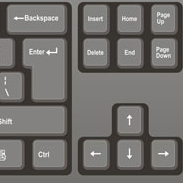 ←Backspace
Insert
Home
Page
Up
Enter
Delete
End
Page
Down
¦
\
Shift
↑
Ctrl
←
↓
→